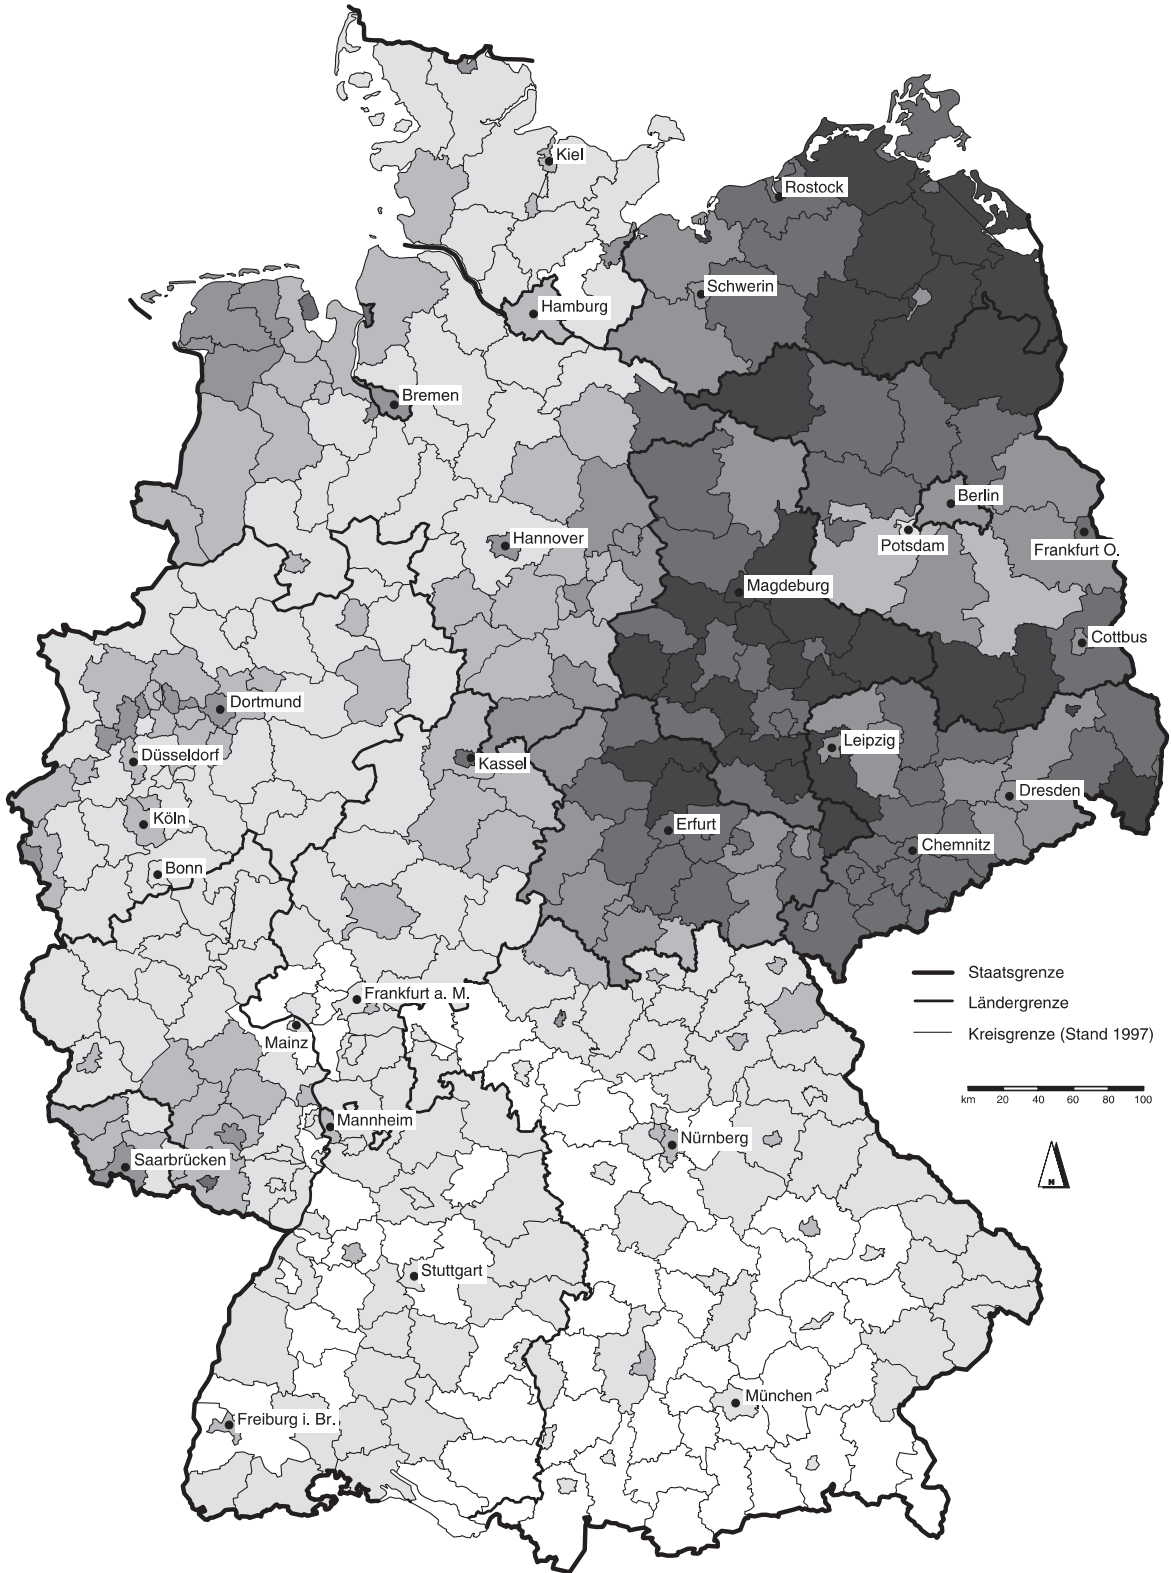 Kiel
Rostock
Schwerin
Hamburg
Bremen
Berlin
Hannover
Potsdam
Frankfurt O.
Magdeburg
Cottbus
Dortmund
Leipzig
Düsseldorf
Kassel
Dresden
Köln
Erfurt
Chemnitz
Bonn
Staatsgrenze
Frankfurt a. M.
Ländergrenze
Kreisgrenze (Stand 1997)
Mainz
km 20 40 60 80 100
Mannheim
Nürnberg
Saarbrücken
N
Stuttgart
München
Freiburg i. Br.